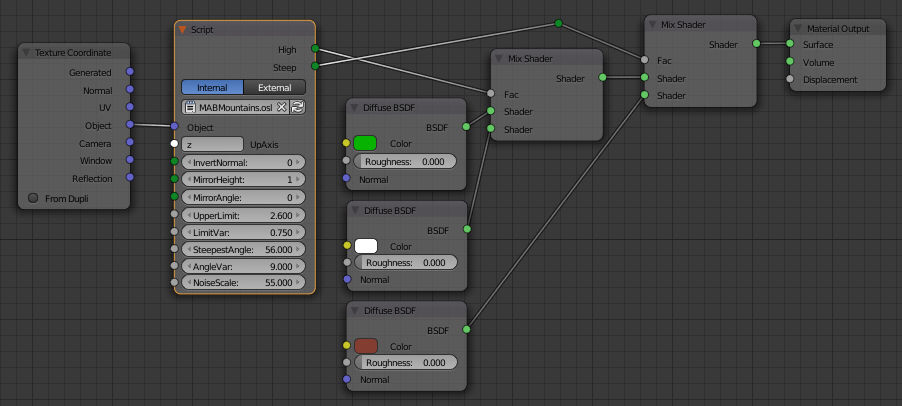 Texture Coordinate
Generated
Normal
UV
Object
Camera
Window
Reflection
From Dupli
Script
High
Steep
Internal External
MABMountains.osl
Object
z UpAxis
InvertNormal: 0
MirrorHeight: 1
MirrorAngle: 0
UpperLimit: 2.600
LimitVar: 0.750
SteepestAngle: 56.000
AngleVar: 9.000
NoiseScale: 55.000
Diffuse BSDF
BSDF
Color
Roughness: 0.000
Normal
Diffuse BSDF
BSDF
Color
Roughness: 0.000
Normal
Diffuse BSDF
BSDF
Color
Roughness: 0.000
Normal
Mix Shader
Shader
Fac
Shader
Shader
Mix Shader
Shader
Fac
Shader
Shader
Material Output
Surface
Volume
Displacement